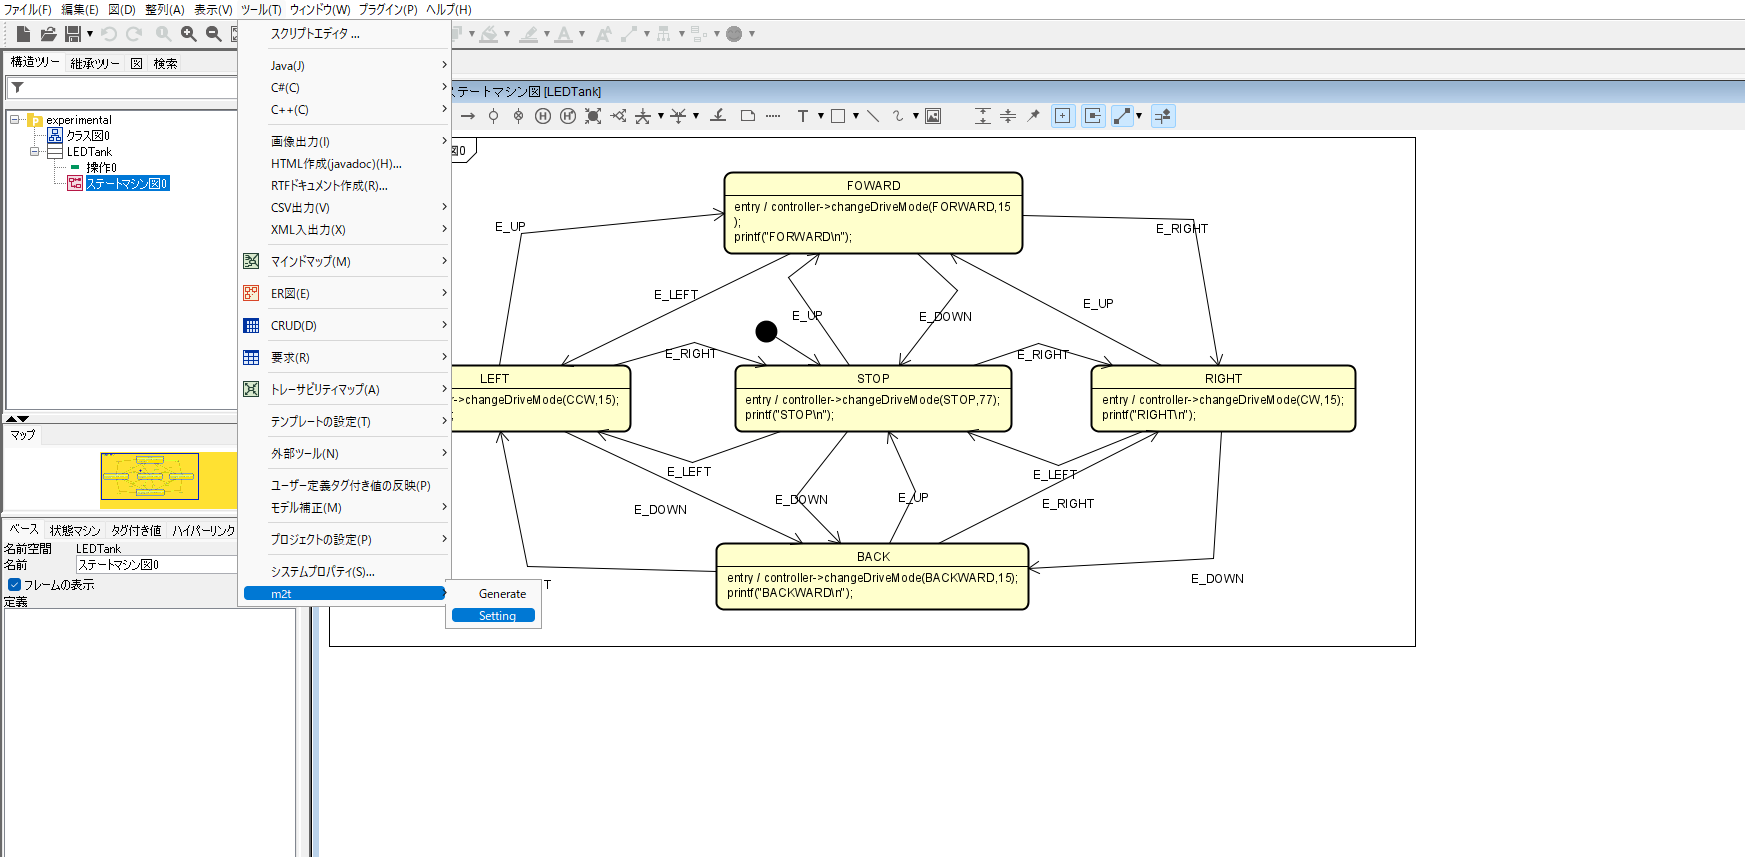 ファイル(F) 編集(E) 図(D) 整列(A) 表示(V) ツール(T) ウィンドウ(W) プラグイン(P) ヘルプ(H)
構造ツリー 継承ツリー 図 検索
experimental
クラス図0
LEDTank
操作0
ステートマシン図0
マップ
ベース 状態マシン タグ付き値 ハイパーリンク
名前空間 LEDTank
名前 ステートマシン図0
フレームの表示
定義
スクリプトエディタ ...
Java(J)
C#(C)
C++(C)
画像出力(I)
HTML作成(javadoc)(H)...
RTFドキュメント作成(R)...
CSV出力(V)
XML入出力(X)
マインドマップ(M)
ER図(E)
CRUD(D)
要求(R)
トレーサビリティマップ(A)
テンプレートの設定(T)
外部ツール(N)
ユーザー定義タグ付き値の反映(P)
モデル補正(M)
プロジェクトの設定(P)
システムプロパティ(S)...
m2t
Generate
Setting
ステートマシン図 [LEDTank]
図0
FOWARD
entry / controller->changeDriveMode(FORWARD,15
);
printf("FORWARD\n");
E_UP
E_RIGHT
E_LEFT
E_UP
E_DOWN
E_UP
E_RIGHT
E_RIGHT
LEFT
->changeDriveMode(CCW,15);
;
STOP
entry / controller->changeDriveMode(STOP,77);
printf("STOP\n");
RIGHT
entry / controller->changeDriveMode(CW,15);
printf("RIGHT\n");
E_LEFT
E_LEFT
E_DOWN
E_DOWN
E_UP
E_RIGHT
BACK
entry / controller->changeDriveMode(BACKWARD,15);
printf("BACKWARD\n");
E_DOWN
T